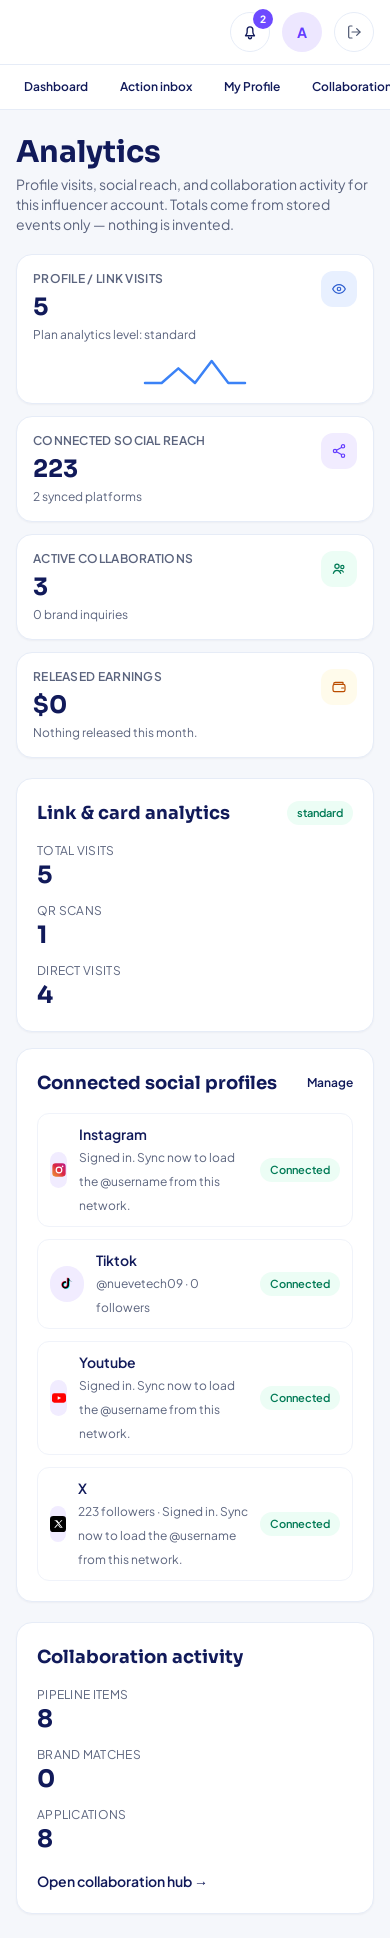 2
A
Dashboard Action inbox My Profile Collaboration
Analytics
Profile visits, social reach, and collaboration activity for
this influencer account. Totals come from stored
events only — nothing is invented.
PROFILE / LINK VISITS
5
Plan analytics level: standard
CONNECTED SOCIAL REACH
223
2 synced platforms
ACTIVE COLLABORATIONS
3
0 brand inquiries
RELEASED EARNINGS
$0
Nothing released this month.
Link & card analytics standard
TOTAL VISITS
5
QR SCANS
1
DIRECT VISITS
4
Connected social profiles Manage
Instagram
Signed in. Sync now to load
the @username from this
network.
Connected
Tiktok
@nuevetech09 · 0
followers
Connected
Youtube
Signed in. Sync now to load
the @username from this
network.
Connected
X
223 followers · Signed in. Sync
now to load the @username
from this network.
Connected
Collaboration activity
PIPELINE ITEMS
8
BRAND MATCHES
0
APPLICATIONS
8
Open collaboration hub →